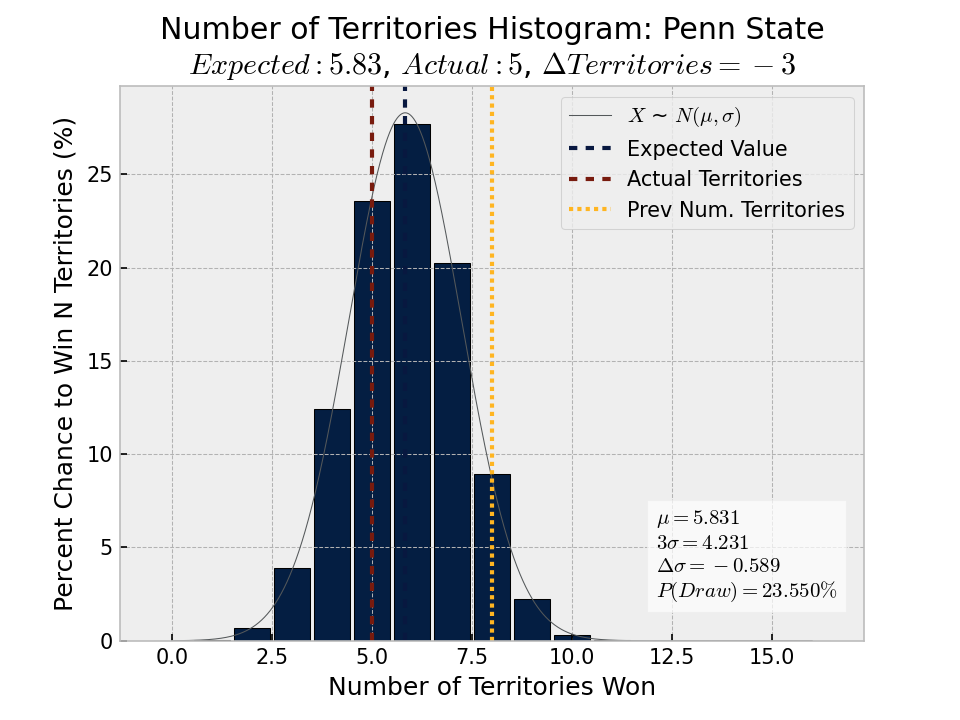 Number of Territories Histogram: Penn State
Expected : 5.83, Actual : 5, ΔTerritories = − 3
Percent Chance to Win N Territories (%)
25
20
15
10
5
0
0.0 2.5 5.0 7.5 10.0 12.5 15.0
Number of Territories Won
X ~ N(μ, σ)
Expected Value
Actual Territories
Prev Num. Territories
μ = 5.831
3σ = 4.231
Δσ = − 0.589
P(Draw) = 23.550%